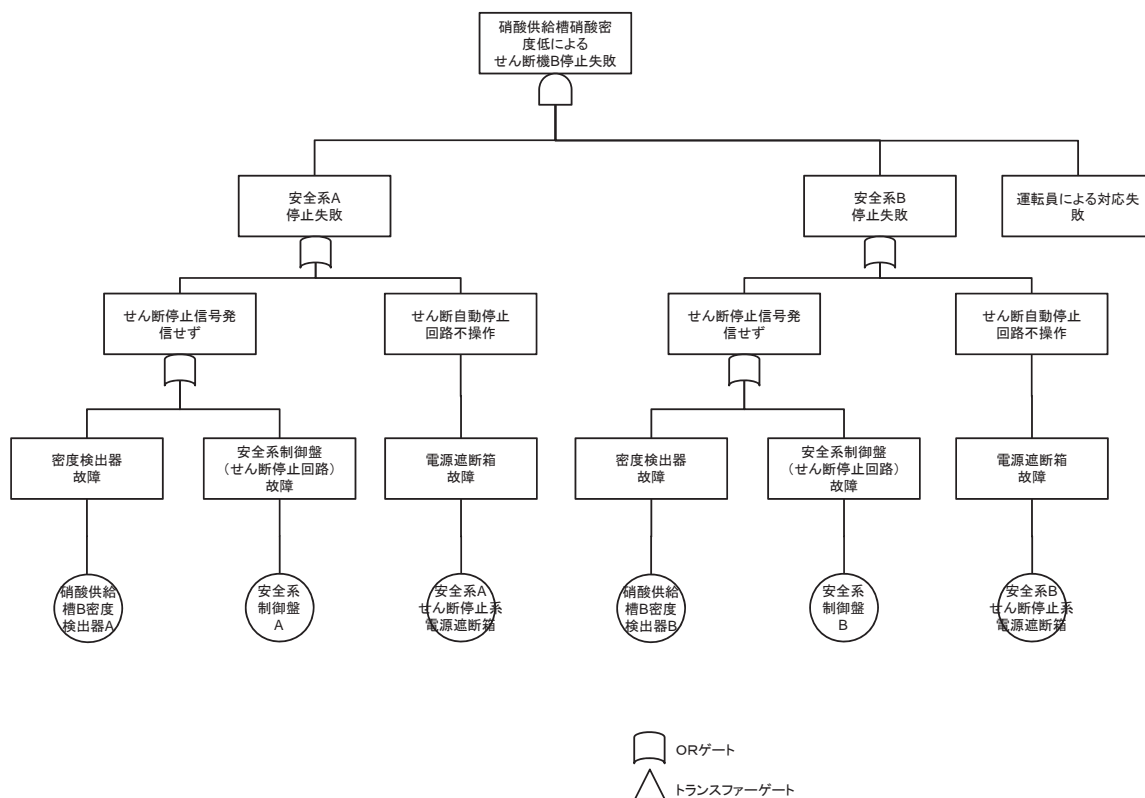 硝酸供給槽硝酸密
度低による
せん断機B停止失敗
安全系A
停止失敗
安全系B
停止失敗
運転員による対応失
敗
せん断停止信号発
信せず
せん断自動停止
回路不操作
せん断停止信号発
信せず
せん断自動停止
回路不操作
密度検出器
故障
安全系制御盤
（せん断停止回路）
故障
電源遮断箱
故障
密度検出器
故障
安全系制御盤
（せん断停止回路）
故障
電源遮断箱
故障
硝酸供給
槽B密度
検出器A
安全系
制御盤
A
安全系A
せん断停止系
電源遮断箱
硝酸供給
槽B密度
検出器B
安全系
制御盤
B
安全系B
せん断停止系
電源遮断箱
ORゲート
トランスファーゲート